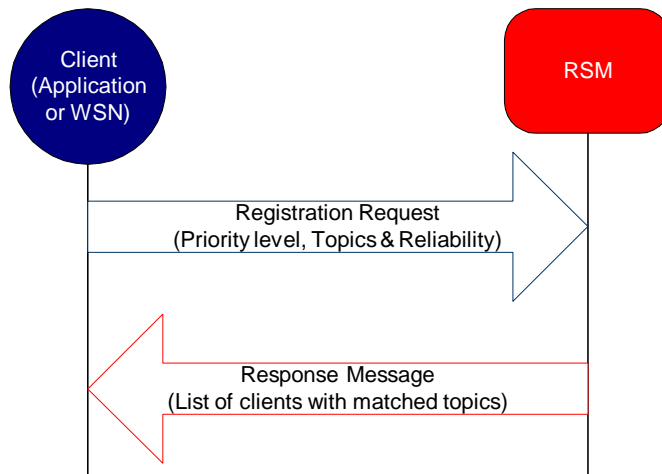 Client
(Application
or WSN)
RSM
Registration Request
(Priority level, Topics & Reliability)
Response Message
(List of clients with matched topics)